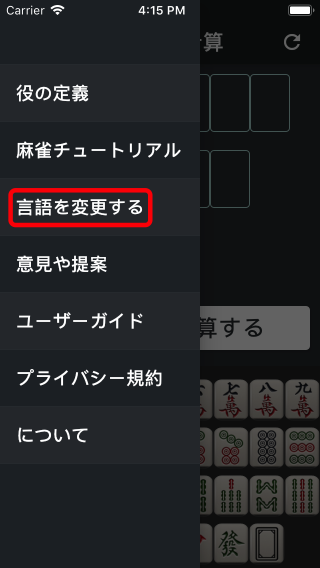 Carrier 4:15 PM
算
役の定義
麻雀チュートリアル
言語を変更する
意見や提案
ユーザーガイド
算する
プライバシー規約
七 八 九
萬 萬 萬 萬
について
發